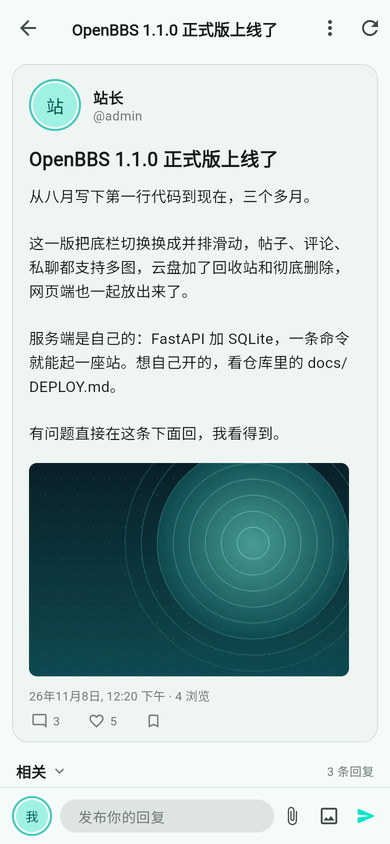 OpenBBS 1.1.0 正式版上线了
站
站长
@admin
OpenBBS 1.1.0 正式版上线了
从八月写下第一行代码到现在，三个多月。
这一版把底栏切换换成并排滑动，帖子、评论、
私聊都支持多图，云盘加了回收站和彻底删除，
网页端也一起放出来了。
服务端是自己的：FastAPI 加 SQLite，一条命令
就能起一座站。想自己开的，看仓库里的 docs/
DEPLOY.md。
有问题直接在这条下面回，我看得到。
26年11月8日, 12:20 下午 · 4 浏览
3 5
相关 3 条回复
我 发布你的回复